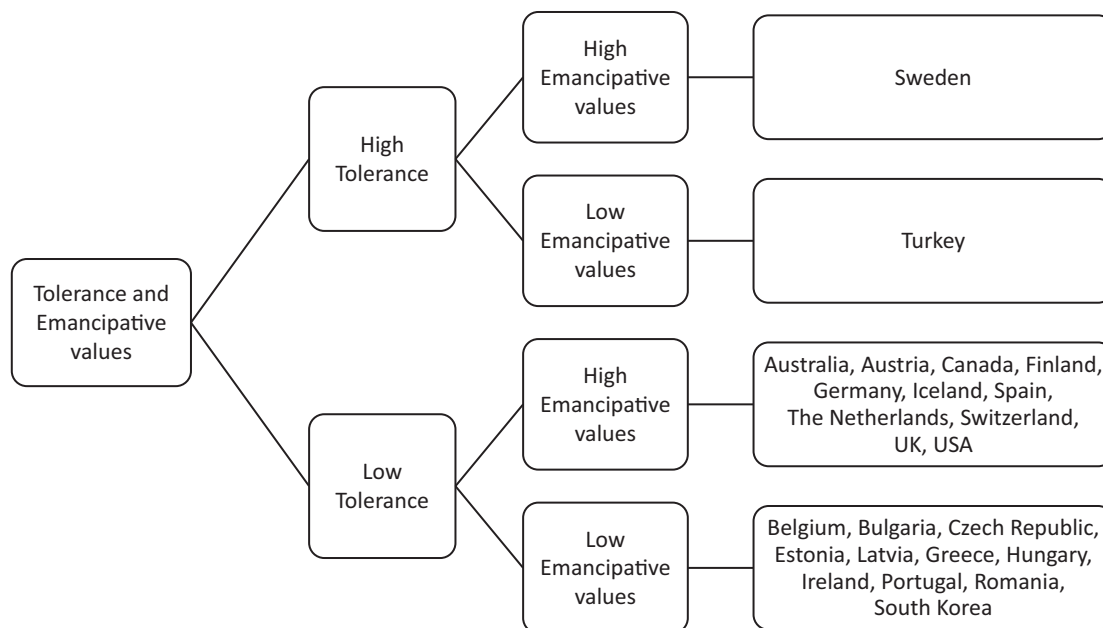 Tolerance and
Emancipative
values
High
Tolerance
High
Emancipative
values
Sweden
Low
Emancipative
values
Turkey
Low
Tolerance
High
Emancipative
values
Australia, Austria, Canada, Finland,
Germany, Iceland, Spain,
The Netherlands, Switzerland,
UK, USA
Low
Emancipative
values
Belgium, Bulgaria, Czech Republic,
Estonia, Latvia, Greece, Hungary,
Ireland, Portugal, Romania,
South Korea